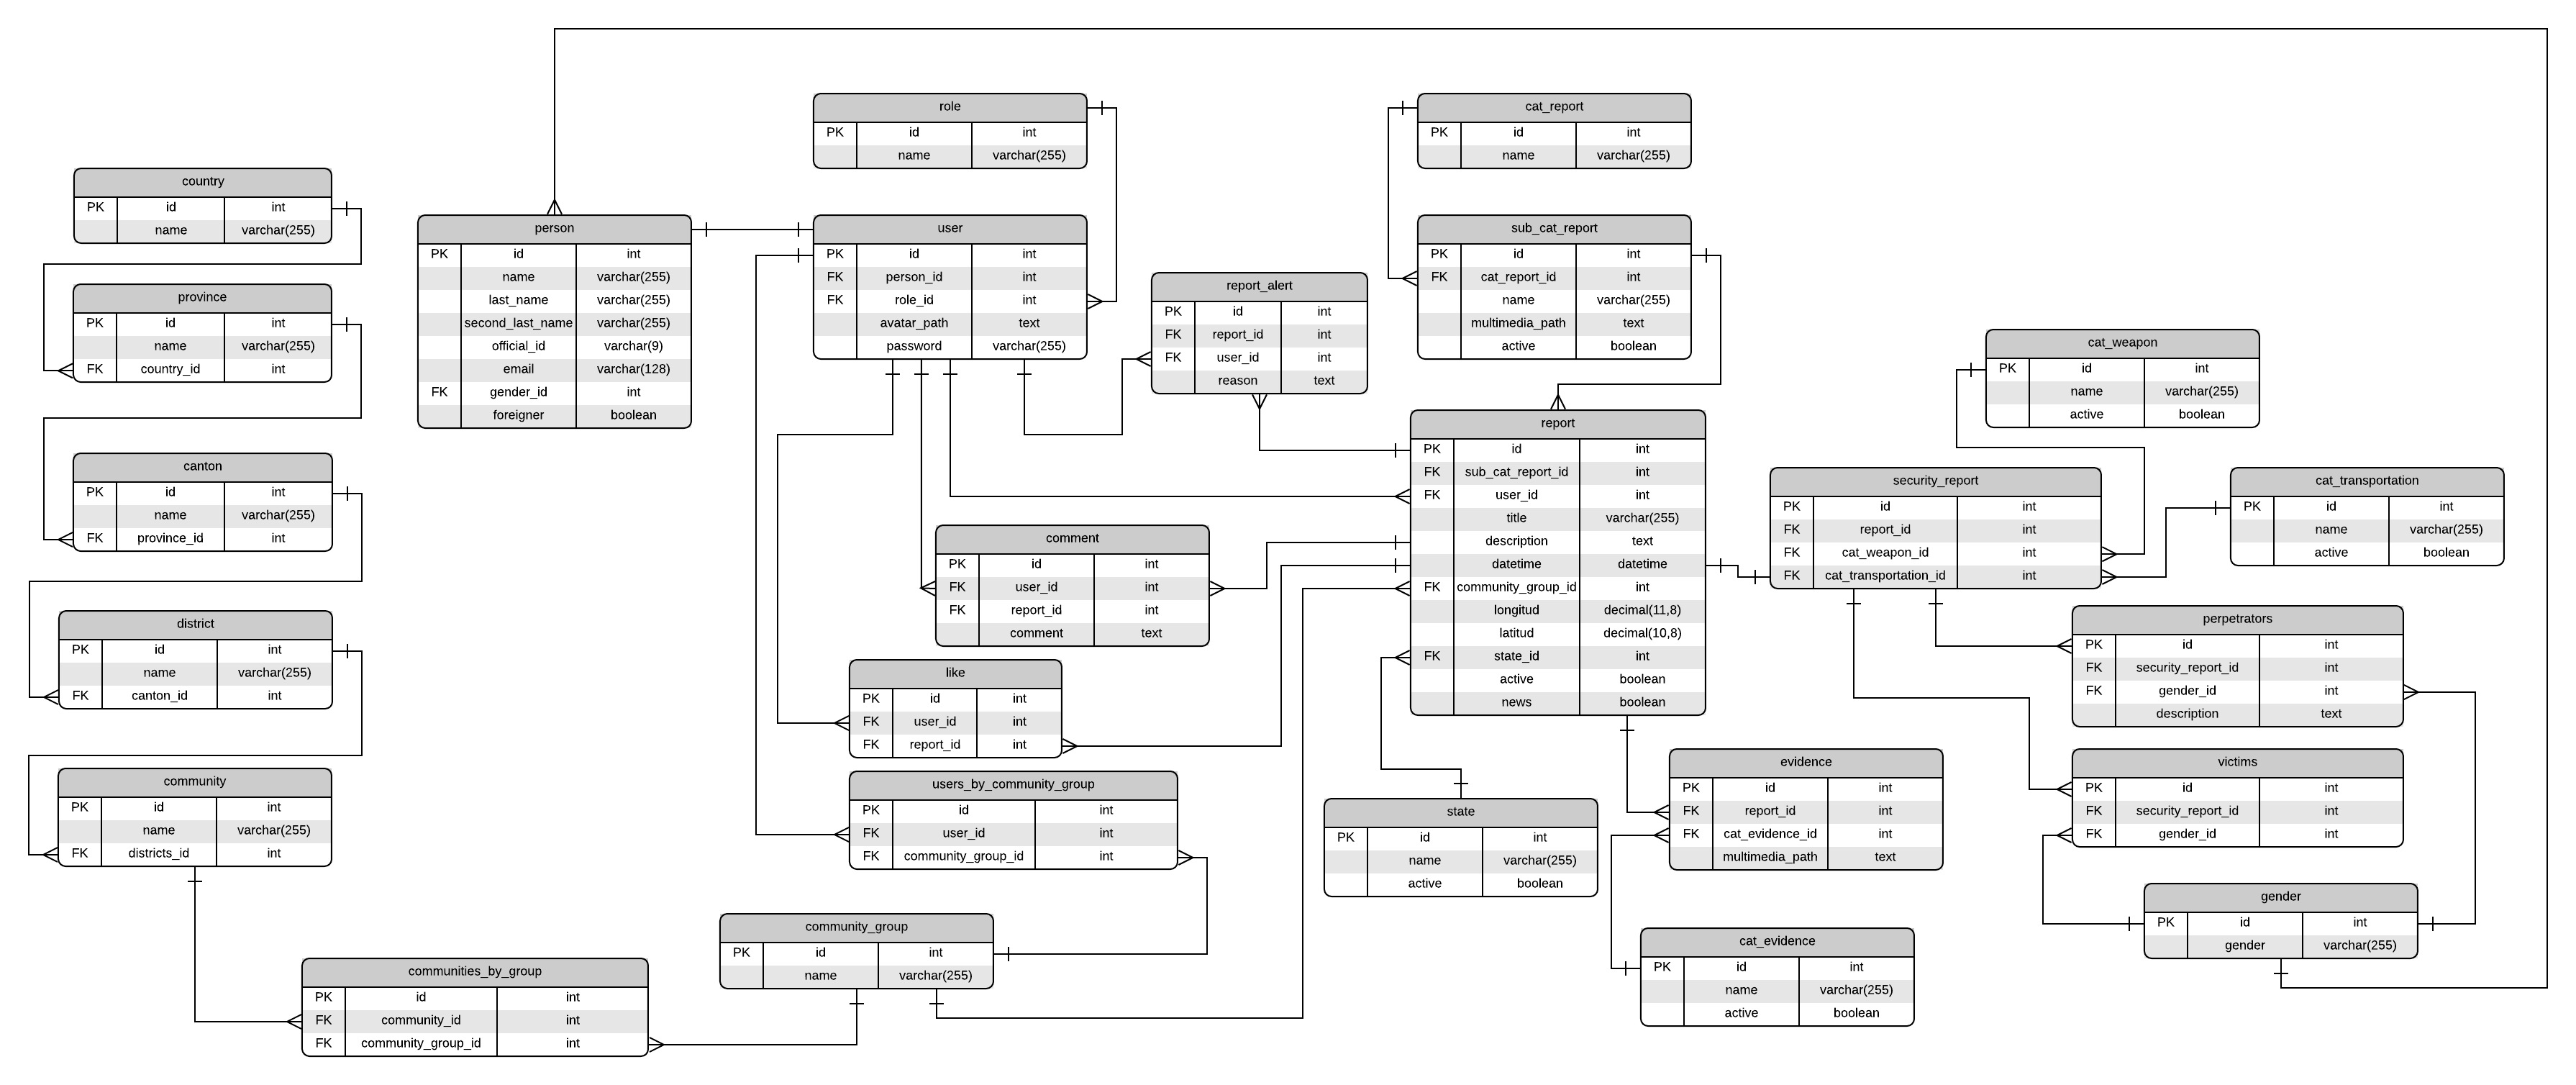 role
PK id int
name varchar(255)
cat_report
PK id int
name varchar(255)
country
PK id int
name varchar(255)
person
PK id int
name varchar(255)
last_name varchar(255)
second_last_name varchar(255)
official_id varchar(9)
email varchar(128)
FK gender_id int
foreigner boolean
user
PK id int
FK person_id int
FK role_id int
avatar_path text
password varchar(255)
sub_cat_report
PK id int
FK cat_report_id int
name varchar(255)
multimedia_path text
active boolean
report_alert
PK id int
FK report_id int
FK user_id int
reason text
province
PK id int
name varchar(255)
FK country_id int
cat_weapon
PK id int
name varchar(255)
active boolean
report
PK id int
FK sub_cat_report_id int
FK user_id int
title varchar(255)
description text
datetime datetime
FK community_group_id int
longitud decimal(11,8)
latitud decimal(10,8)
FK state_id int
active boolean
news boolean
canton
PK id int
name varchar(255)
FK province_id int
security_report
PK id int
FK report_id int
FK cat_weapon_id int
FK cat_transportation_id int
cat_transportation
PK id int
name varchar(255)
active boolean
comment
PK id int
FK user_id int
FK report_id int
comment text
district
PK id int
name varchar(255)
FK canton_id int
perpetrators
PK id int
FK security_report_id int
FK gender_id int
description text
like
PK id int
FK user_id int
FK report_id int
community
PK id int
name varchar(255)
FK districts_id int
users_by_community_group
PK id int
FK user_id int
FK community_group_id int
state
PK id int
name varchar(255)
active boolean
evidence
PK id int
FK report_id int
FK cat_evidence_id int
multimedia_path text
victims
PK id int
FK security_report_id int
FK gender_id int
gender
PK id int
gender varchar(255)
community_group
PK id int
name varchar(255)
cat_evidence
PK id int
name varchar(255)
active boolean
communities_by_group
PK id int
FK community_id int
FK community_group_id int